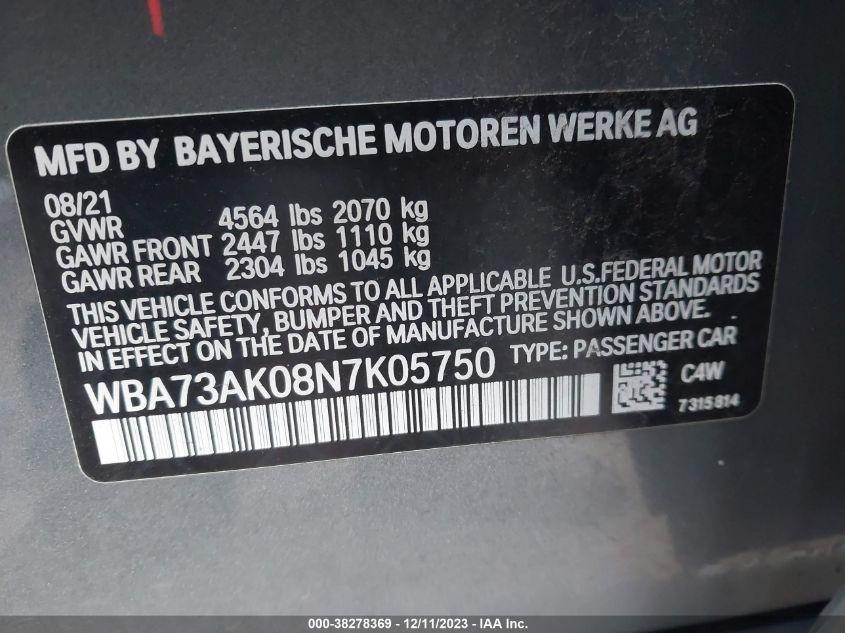 MFD BY BAYERISCHE MOTOREN WERKE AG
08/21
GVWR 4564 lbs 2070 kg
GAWR FRONT 2447 lbs 1110 kg
GAWR REAR 2304 lbs 1045 kg
THIS VEHICLE CONFORMS TO ALL APPLICABLE U.S.FEDERAL MOTOR
VEHICLE SAFETY, BUMPER AND THEFT PREVENTION STANDARDS
IN EFFECT ON THE DATE OF MANUFACTURE SHOWN ABOVE.
WBA73AK08N7K05750 TYPE: PASSENGER CAR
C4W
7315814
000-38278369 - 12/11/2023 - IAA Inc.